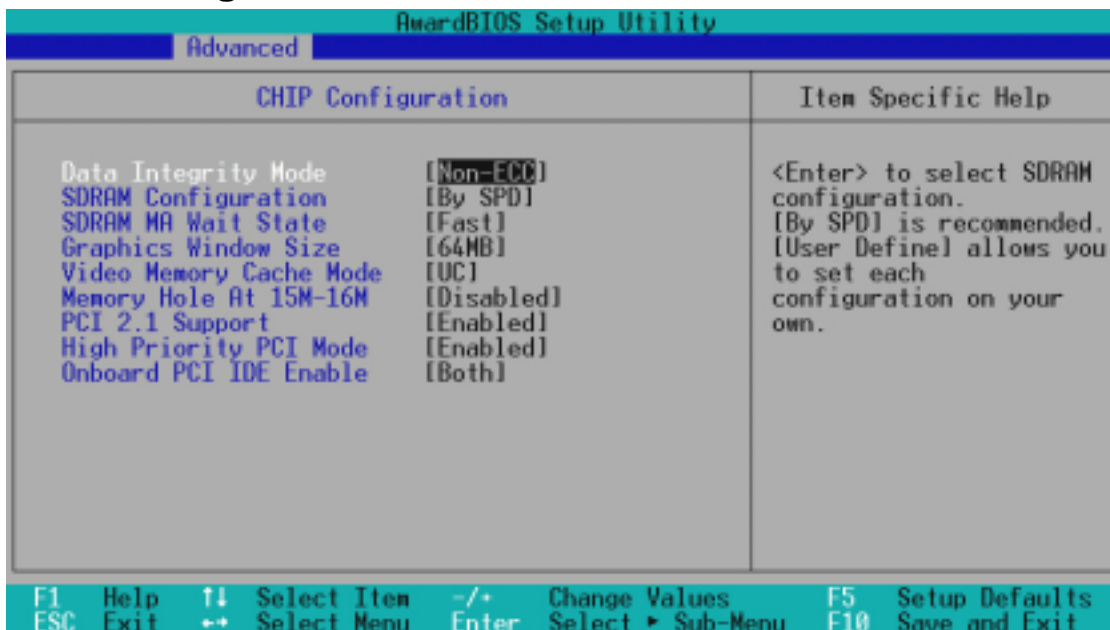 AwardBIOS Setup Utility
Advanced
CHIP Configuration
Item Specific Help
Data Integrity Mode [Non-ECC]
SDRAM Configuration [By SPD]
SDRAM MA Wait State [Fast]
Graphics Window Size [64MB]
Video Memory Cache Mode [UC]
Memory Hole At 15M-16M [Disabled]
PCI 2.1 Support [Enabled]
High Priority PCI Mode [Enabled]
Onboard PCI IDE Enable [Both]
<Enter> to select SDRAM
configuration.
[By SPD] is recommended.
[User Define] allows you
to set each
configuration on your
own.
F1 Help ↑↓ Select Item -/+ Change Values F5 Setup Defaults
ESC Exit ←→ Select Menu Enter Select ► Sub-Menu F10 Save and Exit